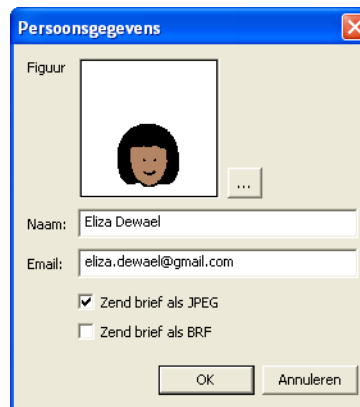 Persoonsgegevens
Figuur
...
Naam: Eliza Dewael
Email: eliza.dewael@gmail.com
Zend brief als JPEG
Zend brief als BRF
OK Annuleren